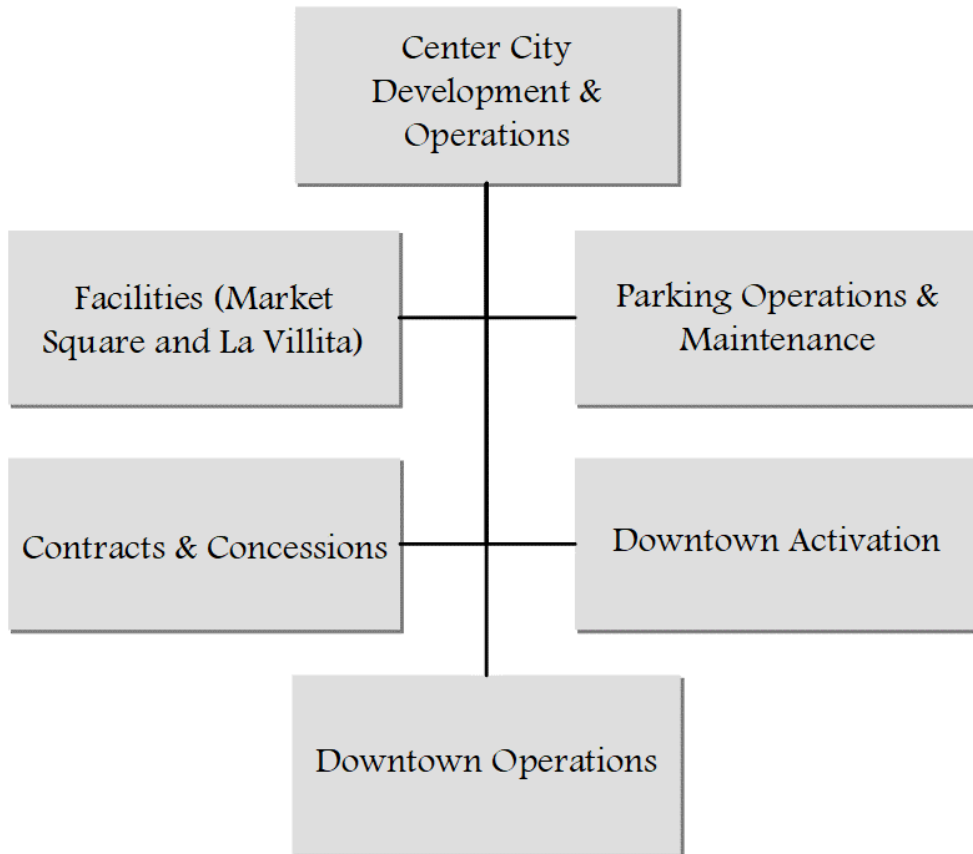 Center City
Development &
Operations
Facilities (Market
Square and La Villita)
Parking Operations &
Maintenance
Contracts & Concessions
Downtown Activation
Downtown Operations